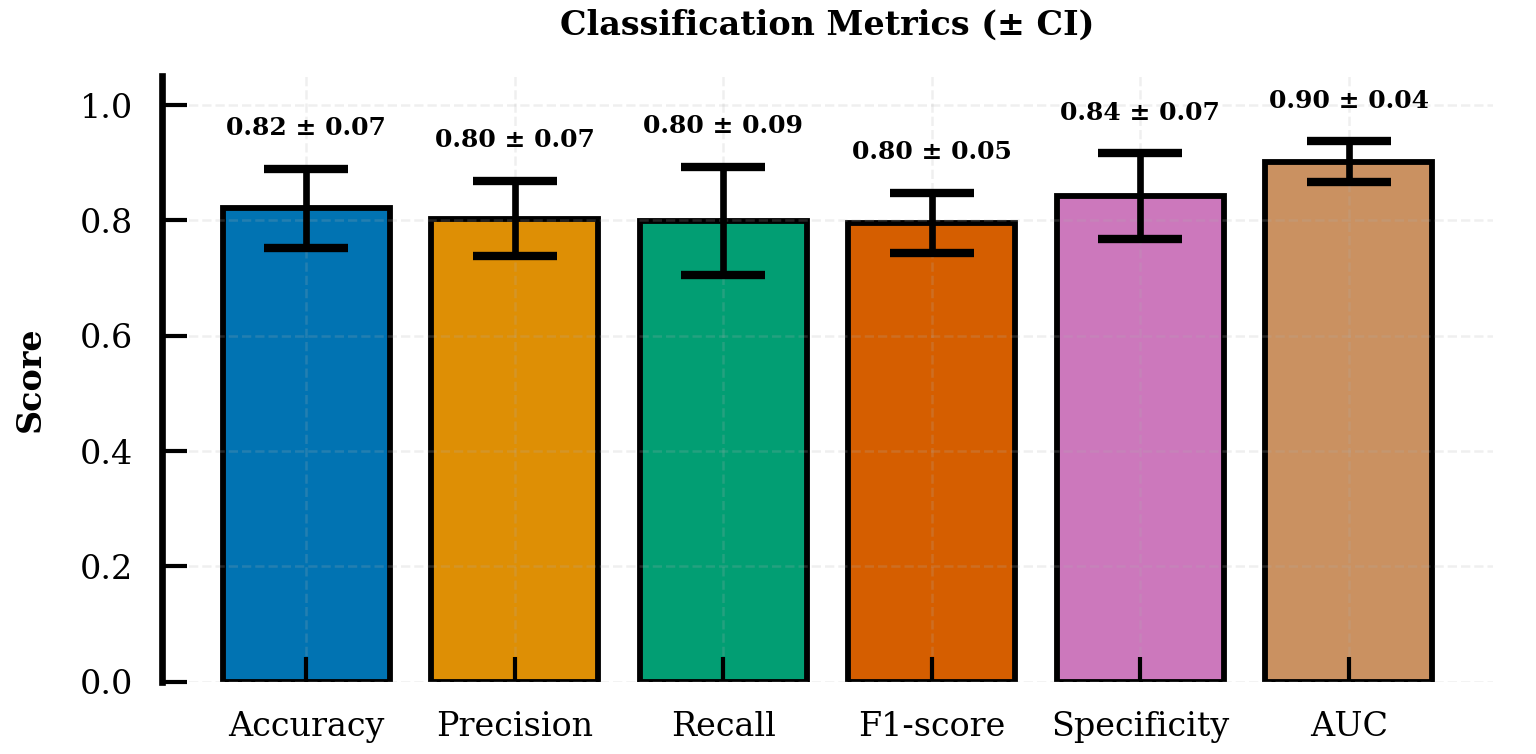 Classification Metrics (± CI)
Score
1.0
0.8
0.6
0.4
0.2
0.0
0.82 ± 0.07
0.80 ± 0.07
0.80 ± 0.09
0.80 ± 0.05
0.84 ± 0.07
0.90 ± 0.04
Accuracy
Precision
Recall
F1-score
Specificity
AUC